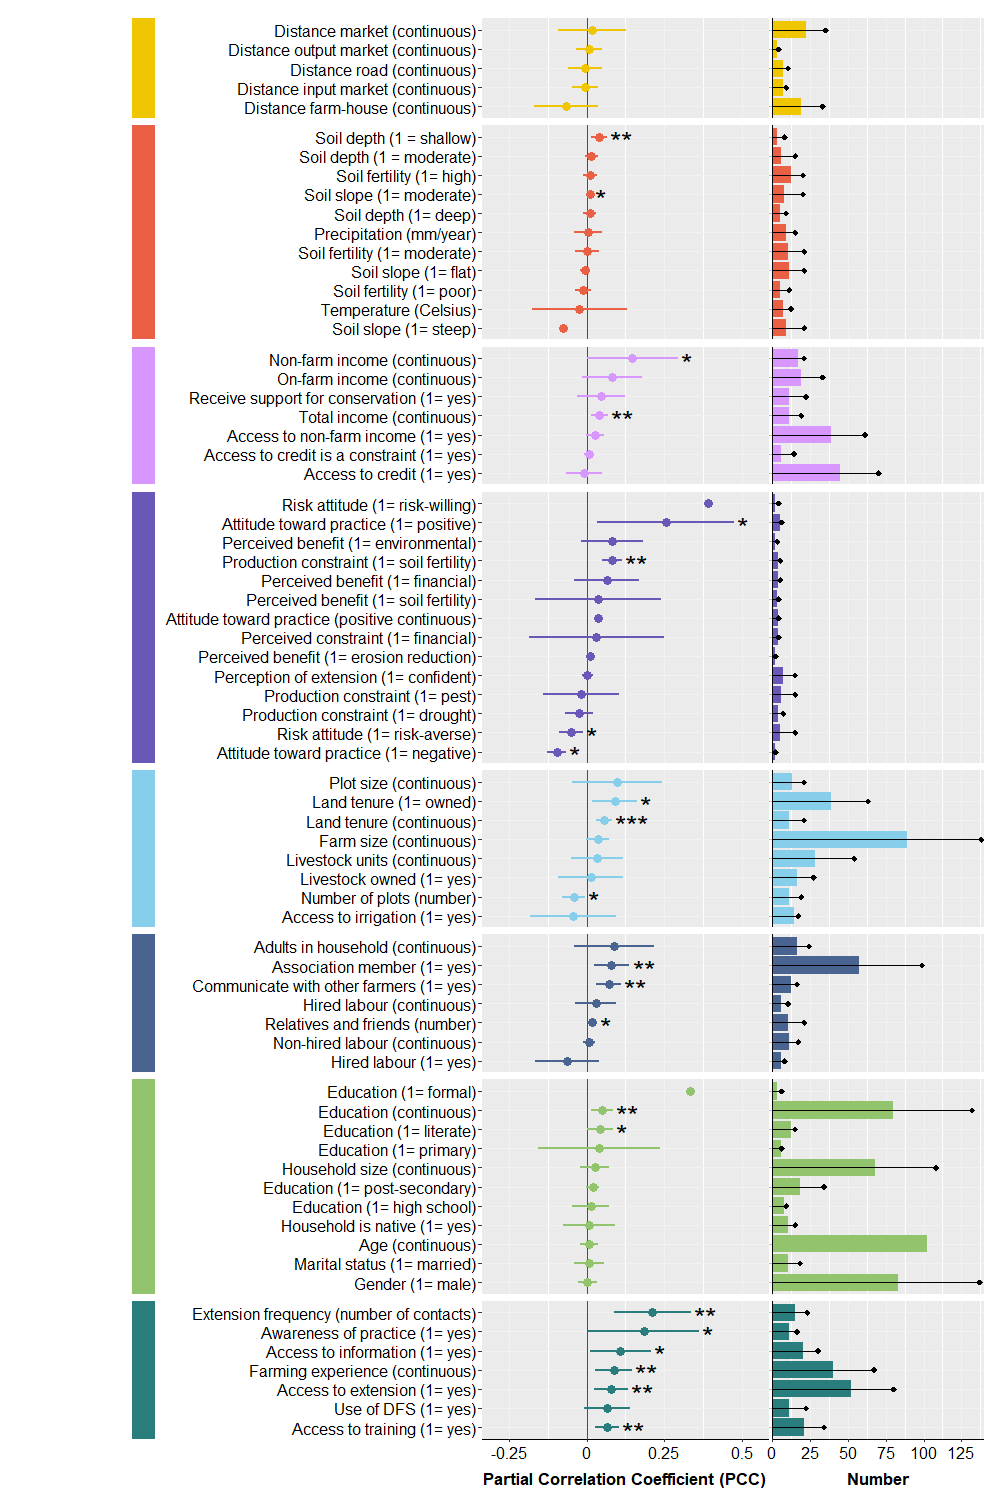 Distance market (continuous)
Distance output market (continuous)
Distance road (continuous)
Distance input market (continuous)
Distance farm-house (continuous)
Soil depth (1 = shallow)
**
Soil depth (1 = moderate)
Soil fertility (1= high)
Soil slope (1= moderate)
*
Soil depth (1= deep)
Precipitation (mm/year)
Soil fertility (1= moderate)
Soil slope (1= flat)
Soil fertility (1= poor)
Temperature (Celsius)
Soil slope (1= steep)
Non-farm income (continuous)
*
On-farm income (continuous)
Receive support for conservation (1= yes)
Total income (continuous)
**
Access to non-farm income (1= yes)
Access to credit is a constraint (1= yes)
Access to credit (1= yes)
Risk attitude (1= risk-willing)
Attitude toward practice (1= positive)
*
Perceived benefit (1= environmental)
Production constraint (1= soil fertility)
**
Perceived benefit (1= financial)
Perceived benefit (1= soil fertility)
Attitude toward practice (positive continuous)
Perceived constraint (1= financial)
Perceived benefit (1= erosion reduction)
Perception of extension (1= confident)
Production constraint (1= pest)
Production constraint (1= drought)
Risk attitude (1= risk-averse)
*
Attitude toward practice (1= negative)
*
Plot size (continuous)
Land tenure (1= owned)
*
Land tenure (continuous)
***
Farm size (continuous)
Livestock units (continuous)
Livestock owned (1= yes)
Number of plots (number)
*
Access to irrigation (1= yes)
Adults in household (continuous)
Association member (1= yes)
**
Communicate with other farmers (1= yes)
**
Hired labour (continuous)
Relatives and friends (number)
*
Non-hired labour (continuous)
Hired labour (1= yes)
Education (1= formal)
Education (continuous)
**
Education (1= literate)
*
Education (1= primary)
Household size (continuous)
Education (1= post-secondary)
Education (1= high school)
Household is native (1= yes)
Age (continuous)
Marital status (1= married)
Gender (1= male)
Extension frequency (number of contacts)
**
Awareness of practice (1= yes)
*
Access to information (1= yes)
*
Farming experience (continuous)
**
Access to extension (1= yes)
**
Use of DFS (1= yes)
Access to training (1= yes)
**
-0.25 0 0.25 0.5 0 25 50 75 100 125
Partial Correlation Coefficient (PCC) Number